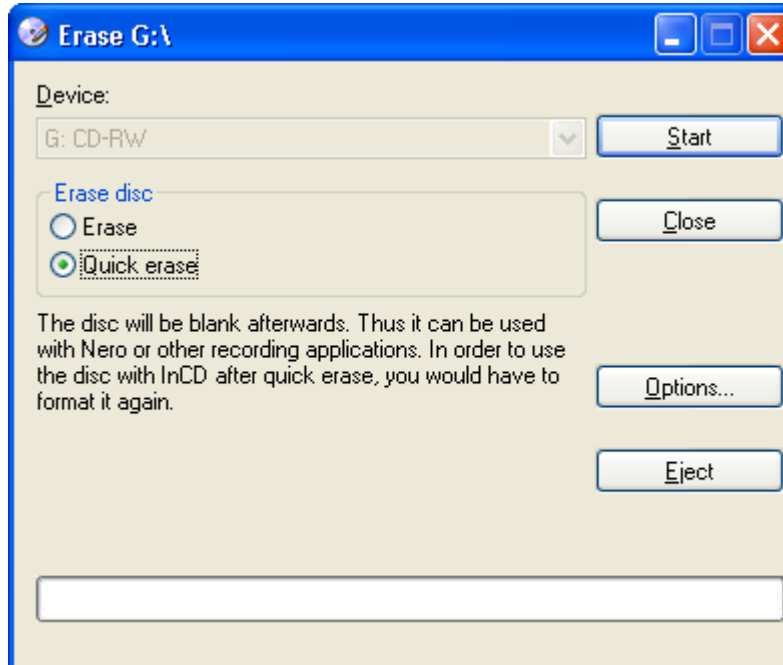 Erase G:\
Device:
G: CD-RW
Start
Erase disc
Erase
Close
Quick erase
The disc will be blank afterwards. Thus it can be used
with Nero or other recording applications. In order to use
the disc with InCD after quick erase, you would have to
format it again.
Options...
Eject